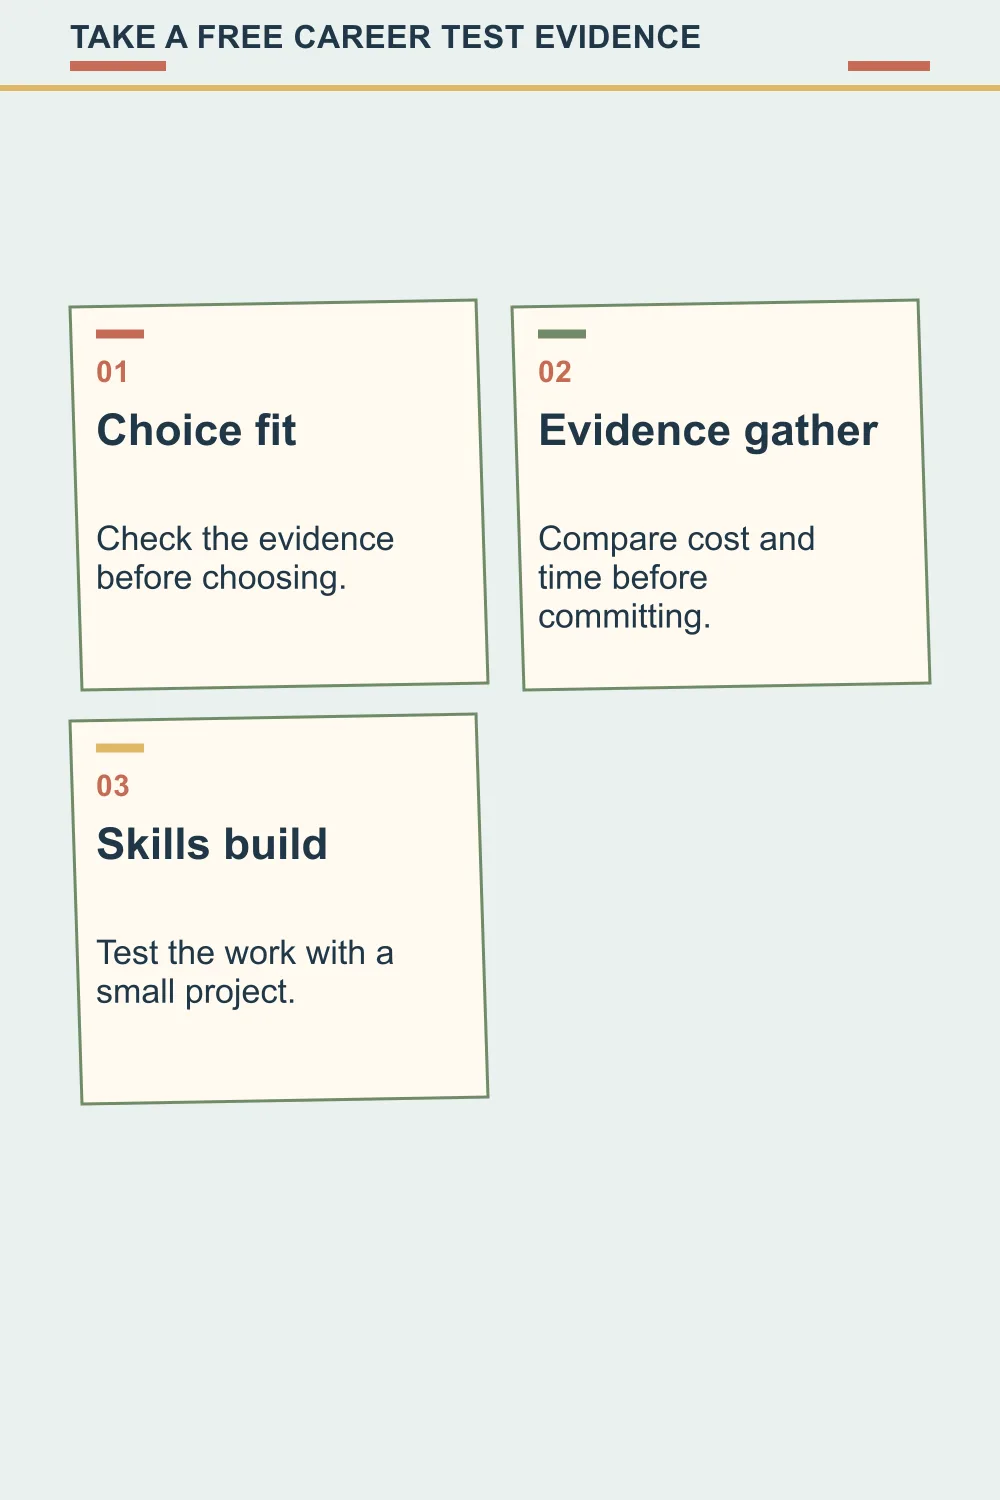 TAKE A FREE CAREER TEST EVIDENCE
01
Choice fit
Check the evidence
before choosing.
02
Evidence gather
Compare cost and
time before
committing.
03
Skills build
Test the work with a
small project.